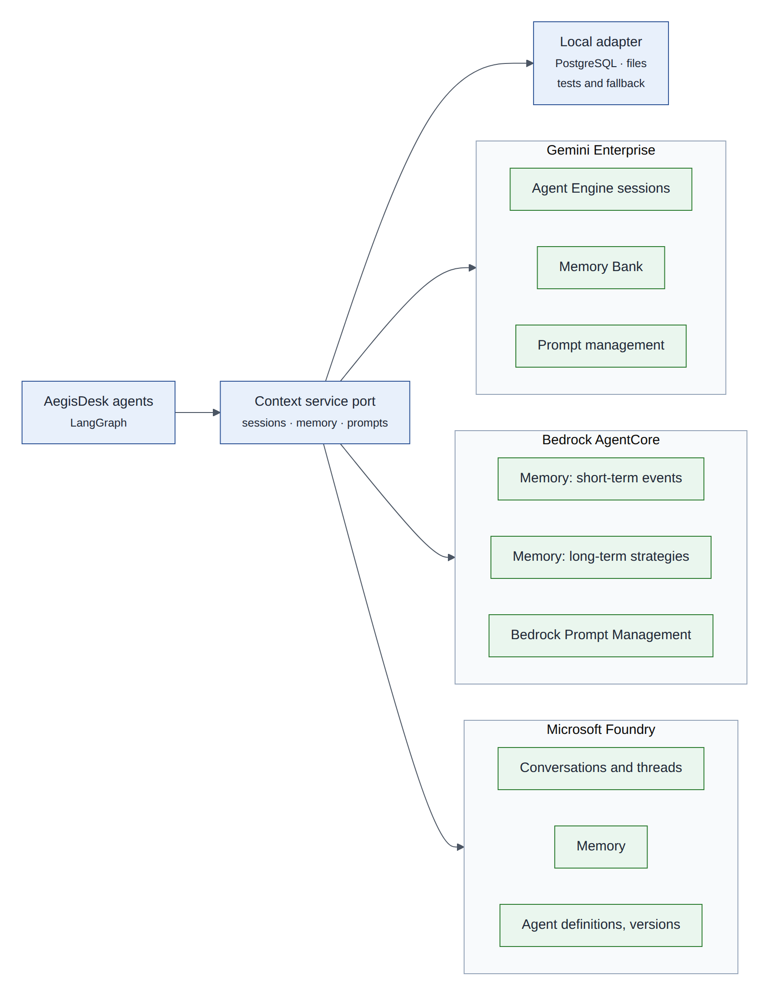 Local adapter
PostgreSQL · files
tests and fallback
Gemini Enterprise
Agent Engine sessions
Memory Bank
Prompt management
AegisDesk agents
LangGraph
Context service port
sessions · memory · prompts
Bedrock AgentCore
Memory: short-term events
Memory: long-term strategies
Bedrock Prompt Management
Microsoft Foundry
Conversations and threads
Memory
Agent definitions, versions